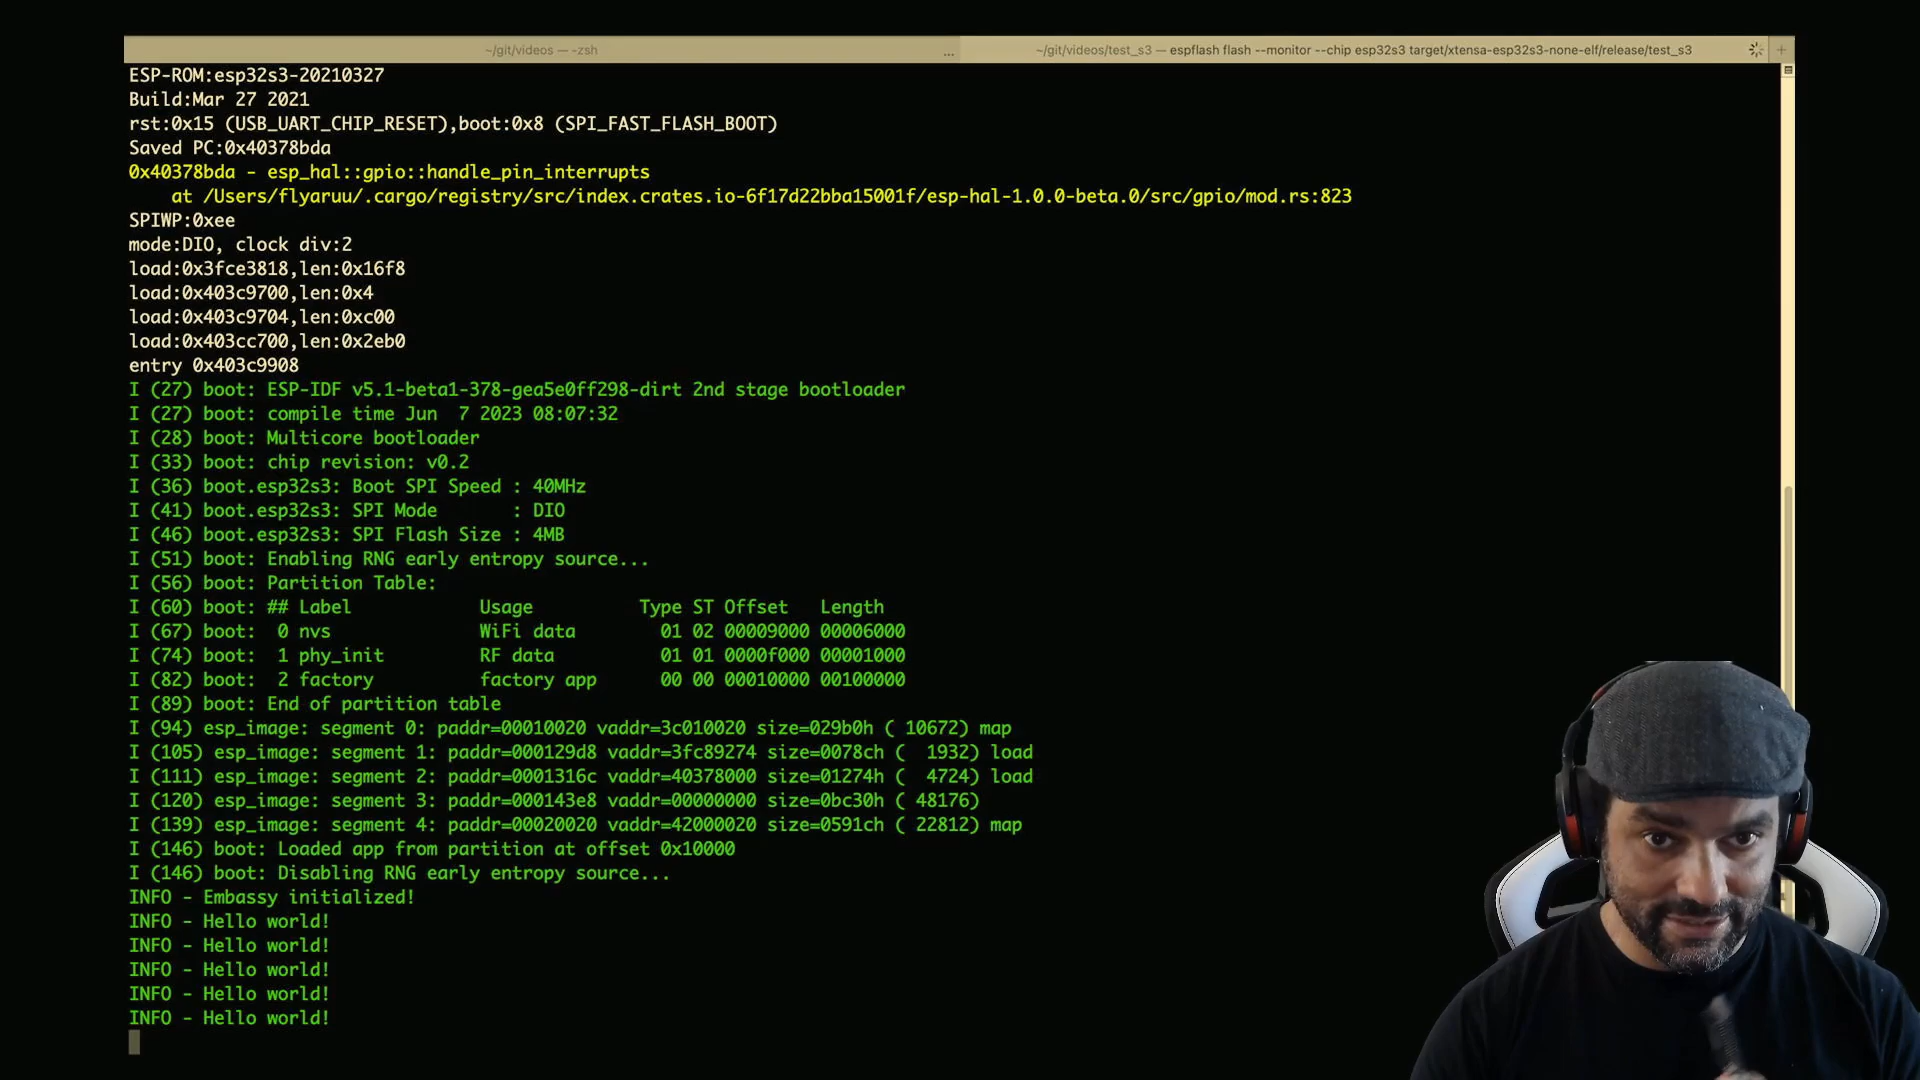 ~/git/videos — -zsh
...
~/git/videos/test_s3 — espflash flash --monitor --chip esp32s3 target/xtensa-esp32s3-none-elf/release/test_s3
ESP-ROM:esp32s3-20210327
Build:Mar 27 2021
rst:0x15 (USB_UART_CHIP_RESET),boot:0x8 (SPI_FAST_FLASH_BOOT)
Saved PC:0x40378bda
0x40378bda - esp_hal::gpio::handle_pin_interrupts
    at /Users/flyaruu/.cargo/registry/src/index.crates.io-6f17d22bba15001f/esp-hal-1.0.0-beta.0/src/gpio/mod.rs:823
SPIWP:0xee
mode:DIO, clock div:2
load:0x3fce3818,len:0x16f8
load:0x403c9700,len:0x4
load:0x403c9704,len:0xc00
load:0x403cc700,len:0x2eb0
entry 0x403c9908
I (27) boot: ESP-IDF v5.1-beta1-378-gea5e0ff298-dirt 2nd stage bootloader
I (27) boot: compile time Jun  7 2023 08:07:32
I (28) boot: Multicore bootloader
I (33) boot: chip revision: v0.2
I (36) boot.esp32s3: Boot SPI Speed : 40MHz
I (41) boot.esp32s3: SPI Mode       : DIO
I (46) boot.esp32s3: SPI Flash Size : 4MB
I (51) boot: Enabling RNG early entropy source...
I (56) boot: Partition Table:
I (60) boot: ## Label            Usage          Type ST Offset   Length
I (67) boot:  0 nvs              WiFi data        01 02 00009000 00006000
I (74) boot:  1 phy_init         RF data          01 01 0000f000 00001000
I (82) boot:  2 factory          factory app      00 00 00010000 00100000
I (89) boot: End of partition table
I (94) esp_image: segment 0: paddr=00010020 vaddr=3c010020 size=029b0h ( 10672) map
I (105) esp_image: segment 1: paddr=000129d8 vaddr=3fc89274 size=0078ch (  1932) load
I (111) esp_image: segment 2: paddr=0001316c vaddr=40378000 size=01274h (  4724) load
I (120) esp_image: segment 3: paddr=000143e8 vaddr=00000000 size=0bc30h ( 48176)
I (139) esp_image: segment 4: paddr=00020020 vaddr=42000020 size=0591ch ( 22812) map
I (146) boot: Loaded app from partition at offset 0x10000
I (146) boot: Disabling RNG early entropy source...
INFO - Embassy initialized!
INFO - Hello world!
INFO - Hello world!
INFO - Hello world!
INFO - Hello world!
INFO - Hello world!